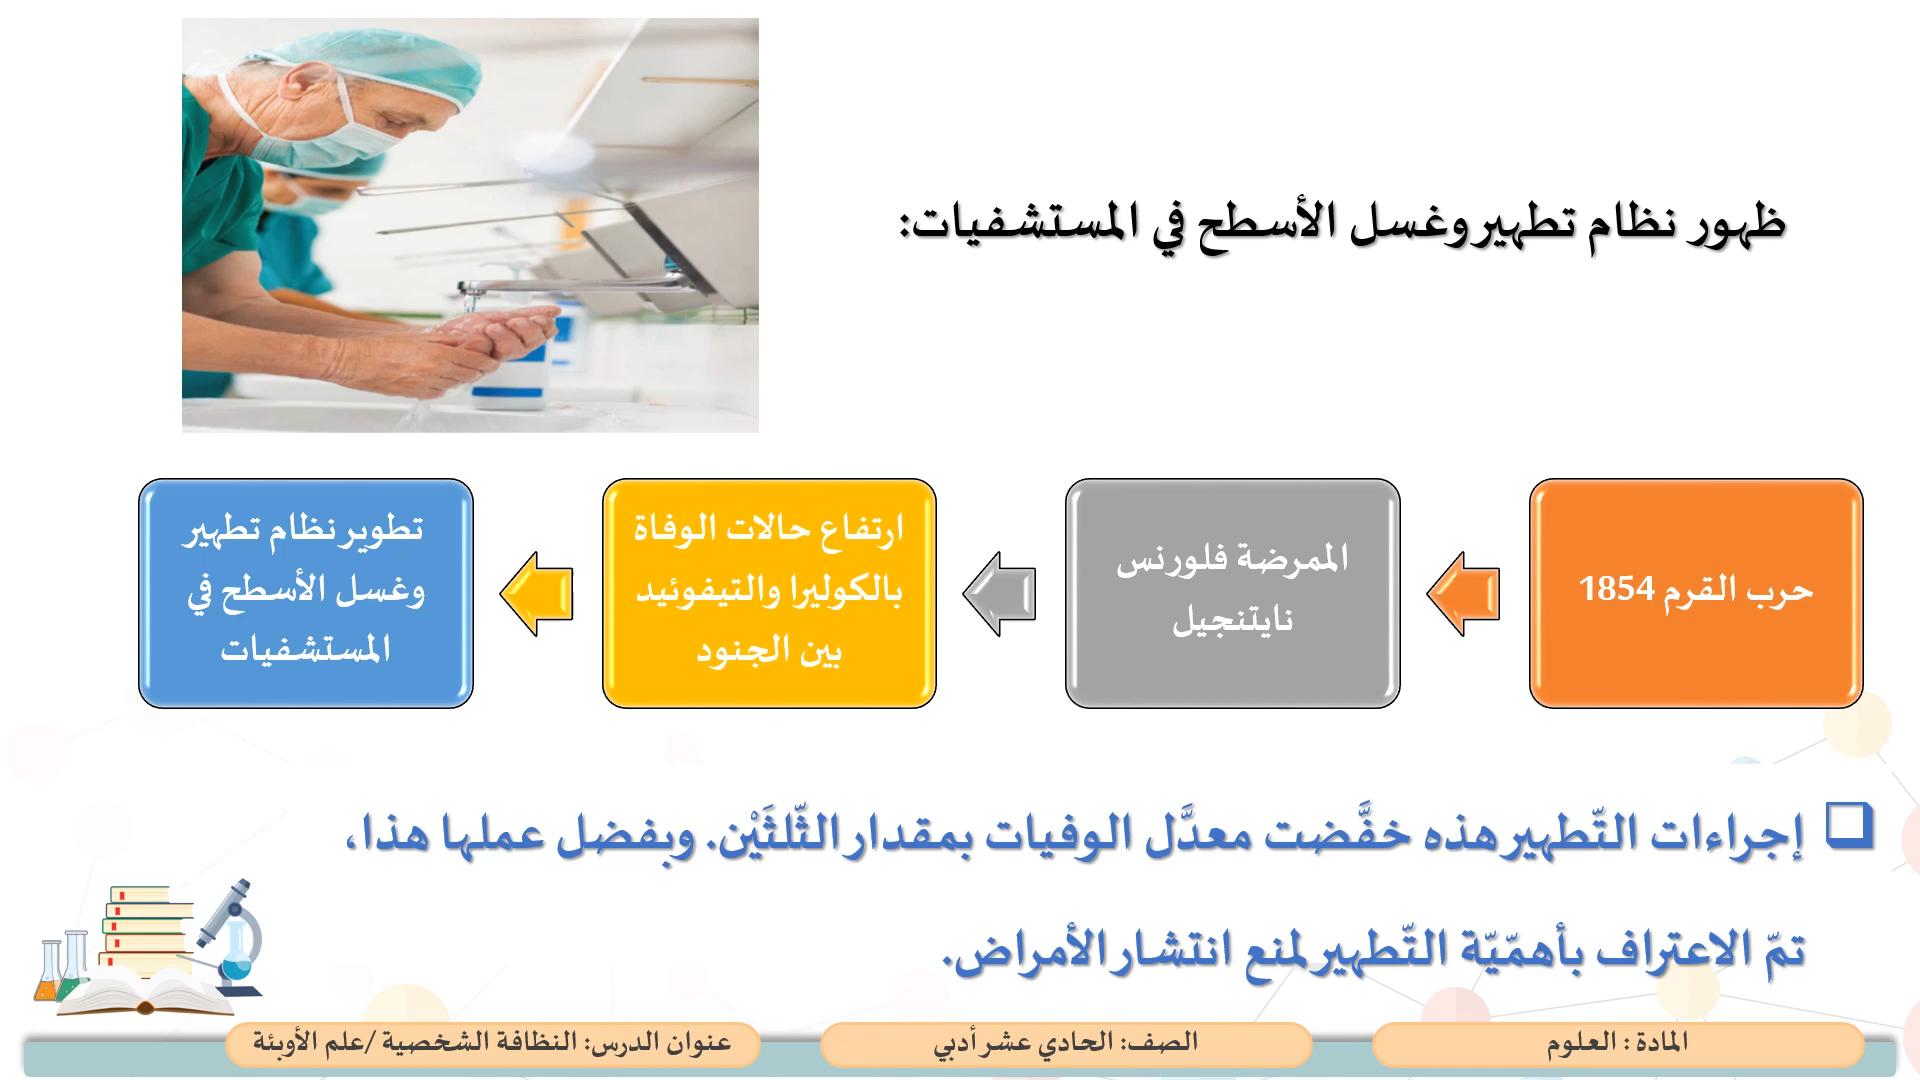 ظهور نظام تطهير وغسل الأسطح في المستشفيات:
حرب القرم 1854
الممرضة فلورنس
نايتنجيل
ارتفاع حالات الوفاة
بالكوليرا والتيفوئيد
بين الجنود
تطوير نظام تطهير
وغسل الأسطح في
المستشفيات
إجراءات التّطهير هذه خفَّضت معدَّل الوفيات بمقدار الثّلثَيْن. وبفضل عملها هذا،
تمّ الاعتراف بأهمّيّة التّطهير لمنع انتشار الأمراض.
المادة : العلوم
الصف: الحادي عشر أدبي
عنوان الدرس: النظافة الشخصية /علم الأوبئة